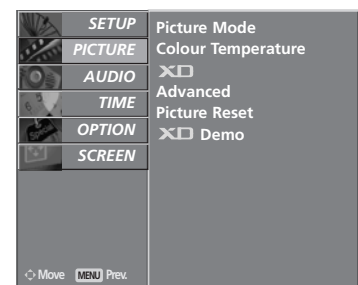 SETUP
PICTURE
AUDIO
TIME
OPTION
SCREEN
Move MENU Prev.
Picture Mode
Colour Temperature
XD
Advanced
Picture Reset
XD Demo